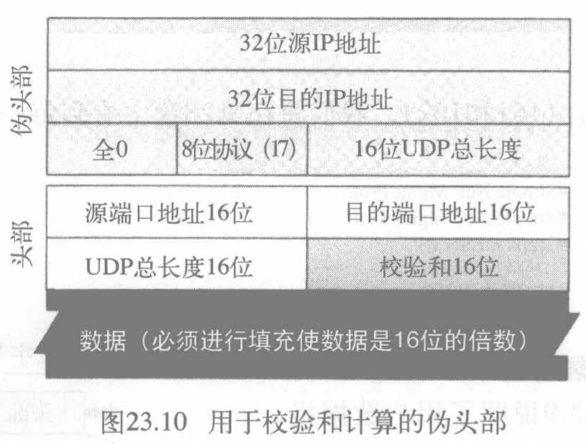 32位源IP地址
伪头部
32位目的IP地址
全0 8位协议（17） 16位UDP总长度
源端口地址16位 目的端口地址16位
头部
UDP总长度16位 校验和16位
数据（必须进行填充使数据是16位的倍数）
图23.10 用于校验和计算的伪头部